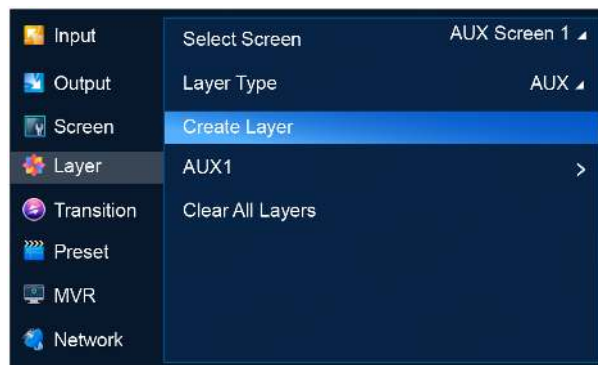 Input
Output
Screen
Layer
Transition
Preset
MVR
Network
Select Screen AUX Screen 1
Layer Type AUX
Create Layer
AUX1 >
Clear All Layers